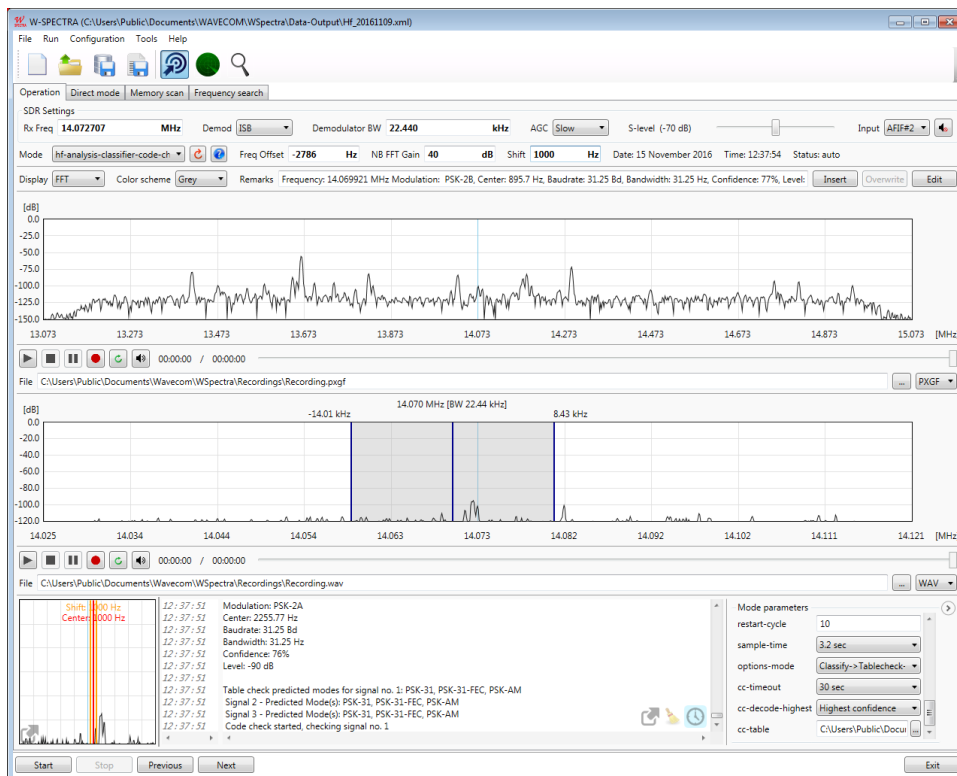 W-SPECTRA (C:\Users\Public\Documents\WAVECOM\WSpectra\Data-Output\Hf_20161109.xml)
File Run Configuration Tools Help
Operation Direct mode Memory scan Frequency search
SDR Settings
Rx Freq 14.072707 MHz Demod ISB Demodulator BW 22.440 kHz AGC Slow S-level (-70 dB) Input AFIF#2
Mode hf-analysis-classifier-code-ch Freq Offset -2786 Hz NB FFT Gain 40 dB Shift 1000 Hz Date: 15 November 2016 Time: 12:37:54 Status: auto
Display FFT Color scheme Grey Remarks Frequency: 14.069921 MHz Modulation: PSK-2B, Center: 895.7 Hz, Baudrate: 31.25 Bd, Bandwidth: 31.25 Hz, Confidence: 77%, Level: Insert Overwrite Edit
[dB]
0.0
-25.0
-50.0
-75.0
-100.0
-125.0
-150.0
13.073 13.273 13.473 13.673 13.873 14.073 14.273 14.473 14.673 14.873 15.073 [MHz]
00:00:00 / 00:00:00
File C:\Users\Public\Documents\Wavecom\WSpectra\Recordings\Recording.pxgf ... PXGF
14.070 MHz [BW 22.44 kHz]
[dB] -14.01 kHz 8.43 kHz
0.0
-20.0
-40.0
-60.0
-80.0
-100.0
-120.0
14.025 14.034 14.044 14.054 14.063 14.073 14.082 14.092 14.102 14.111 14.121 [MHz]
00:00:00 / 00:00:00
File C:\Users\Public\Documents\Wavecom\WSpectra\Recordings\Recording.wav ... WAV
Shift: 1000 Hz
Center: 1000 Hz
12:37:51 Modulation: PSK-2A
12:37:51 Center: 2255.77 Hz
12:37:51 Baudrate: 31.25 Bd
12:37:51 Bandwidth: 31.25 Hz
12:37:51 Confidence: 76%
12:37:51 Level: -90 dB
12:37:51
12:37:51 Table check predicted modes for signal no. 1: PSK-31, PSK-31-FEC, PSK-AM
12:37:51 Signal 2 - Predicted Mode(s): PSK-31, PSK-31-FEC, PSK-AM
12:37:51 Signal 3 - Predicted Mode(s): PSK-31, PSK-31-FEC, PSK-AM
12:37:51 Code check started, checking signal no. 1
Mode parameters
restart-cycle 10
sample-time 3.2 sec
options-mode Classify->Tablecheck-
cc-timeout 30 sec
cc-decode-highest Highest confidence
cc-table C:\Users\Public\Docur ...
Start Stop Previous Next Exit